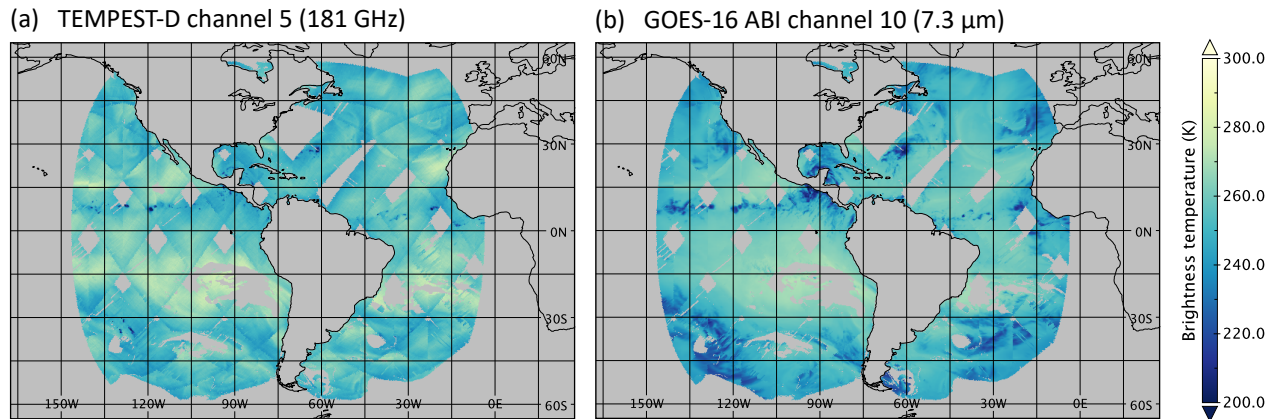 (a) TEMPEST-D channel 5 (181 GHz)
(b) GOES-16 ABI channel 10 (7.3 μm)
60N
30N
0N
30S
60S
150W 120W 90W 60W 30W 0E
60N
30N
0N
30S
60S
150W 120W 90W 60W 30W 0E
300.0
280.0
260.0
240.0
220.0
200.0
Brightness temperature (K)